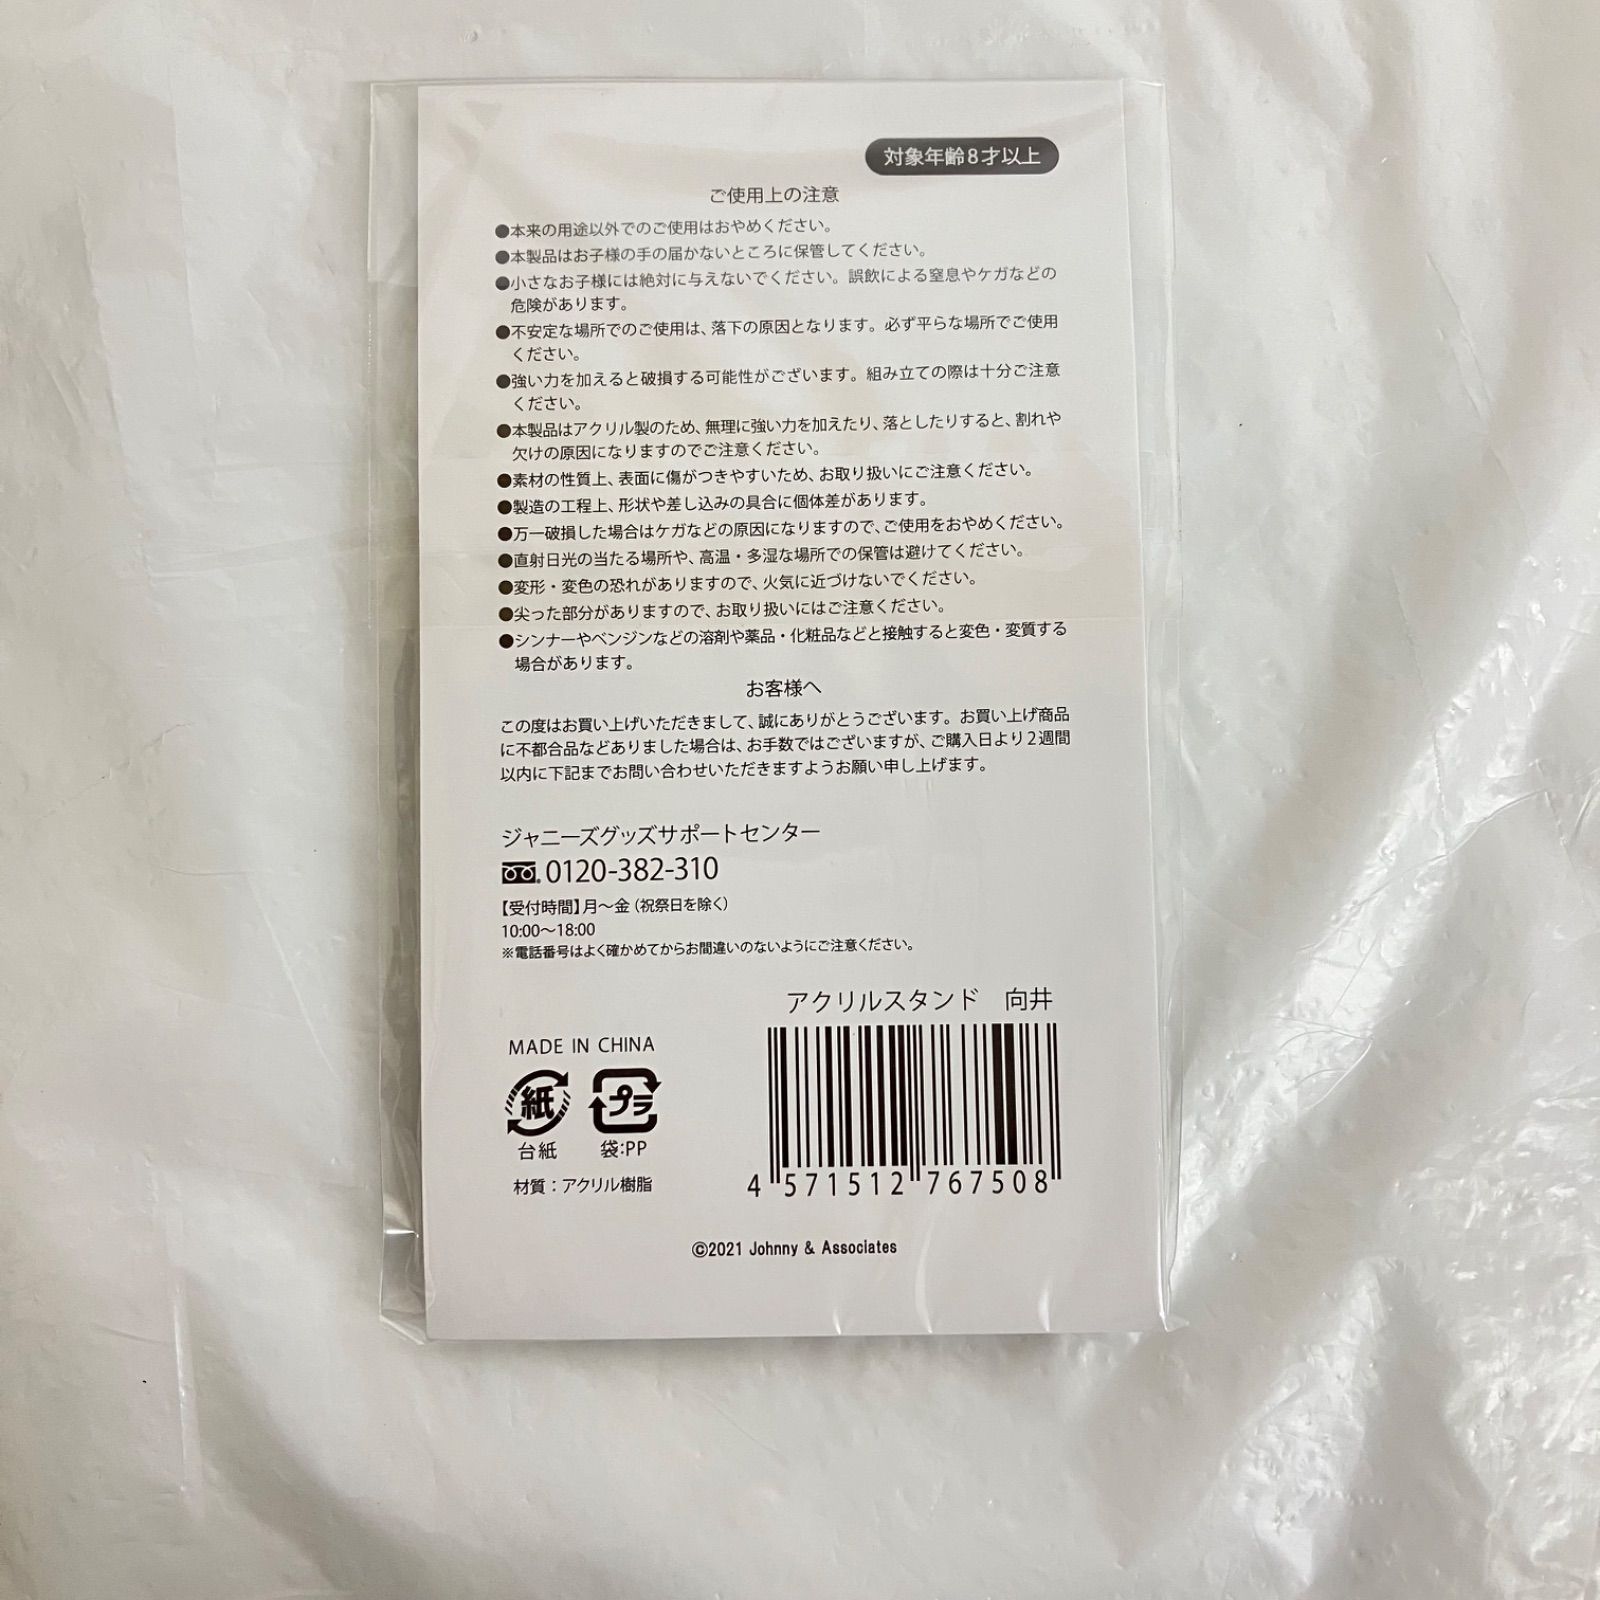 対象年齢8才以上
ご使用上の注意
●本来の用途以外でのご使用はおやめください。
●本製品はお子様の手の届かないところに保管してください。
●小さなお子様には絶対に与えないでください。誤飲による窒息やケガなどの
危険があります。
●不安定な場所でのご使用は、落下の原因となります。必ず平らな場所でご使用
ください。
●強い力を加えると破損する可能性がございます。組み立ての際は十分ご注意
ください。
●本製品はアクリル製のため、無理に強い力を加えたり、落としたりすると、割れや
欠けの原因になりますのでご注意ください。
●素材の性質上、表面に傷がつきやすいため、お取り扱いにご注意ください。
●製造の工程上、形状や差し込みの具合に個体差があります。
●万一破損した場合はケガなどの原因になりますので、ご使用をおやめください。
●直射日光の当たる場所や、高温・多湿な場所での保管は避けてください。
●変形・変色の恐れがありますので、火気に近づけないでください。
●尖った部分がありますので、お取り扱いにはご注意ください。
●シンナーやベンジンなどの溶剤や薬品・化粧品などと接触すると変色・変質する
場合があります。
お客様へ
この度はお買い上げいただきまして、誠にありがとうございます。お買い上げ商品
に不都合品などありました場合は、お手数ではございますが、ご購入日より2週間
以内に下記までお問い合わせいただきますようお願い申し上げます。
ジャニーズグッズサポートセンター
0120-382-310
【受付時間】月〜金（祝祭日を除く）
10:00〜18:00
※電話番号はよく確かめてからお間違いのないようにご注意ください。
アクリルスタンド 向井
MADE IN CHINA
紙 プラ
台紙 袋:PP
材質：アクリル樹脂
4 571512 767508
©2021 Johnny & Associates